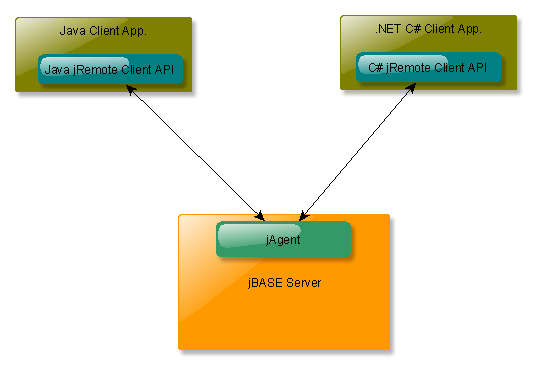 Java Client App.
Java jRemote Client API
.NET C# Client App.
C# jRemote Client API
jAgent
jBASE Server